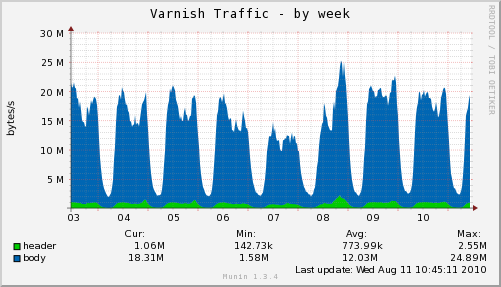 Varnish Traffic - by week
RRDTOOL / TOBI OETIKER
bytes/s
30 M
25 M
20 M
15 M
10 M
5 M
03 04 05 06 07 08 09 10
Cur: Min: Avg: Max:
header 1.06M 142.73k 773.99k 2.55M
body 18.31M 1.58M 12.03M 24.89M
Last update: Wed Aug 11 10:45:11 2010
Munin 1.3.4